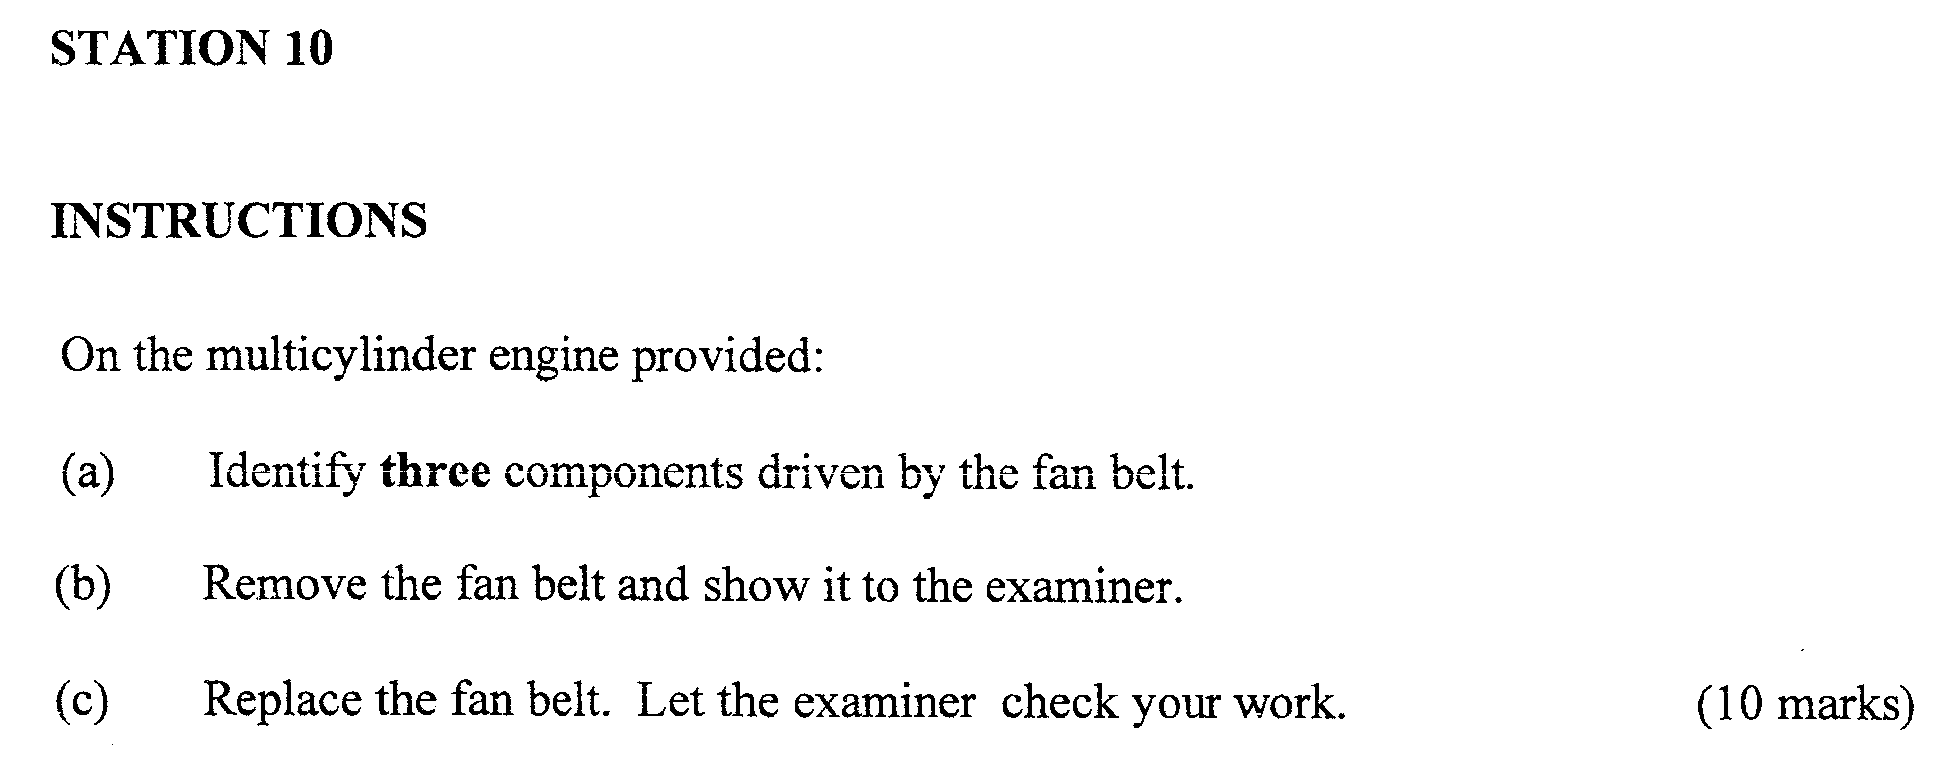 STATION 10
INSTRUCTIONS
On the multicylinder engine provided:
(a) Identify three components driven by the fan belt.
(b) Remove the fan belt and show it to the examiner.
(c) Replace the fan belt. Let the examiner check your work. (10 marks)